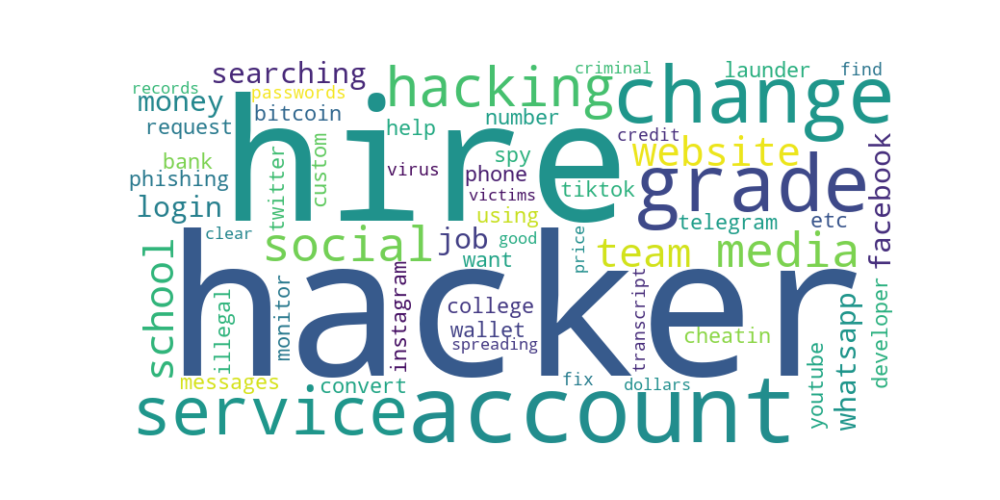 criminal
launder
find
searching
hacking
change
records
passwords
money
bitcoin
hire
help
number
request
custom
credit
website
spy
bank
virus
phone
grade
facebook
phishing
twitter
victims
tiktok
login
using
telegram
etc
clear
social
job
good
price
team
media
want
school
hacker
illegal
monitor
instagram
college
wallet
spreading
transcript
cheatin
whatsapp
developer
messages
convert
fix
dollars
youtube
service
account